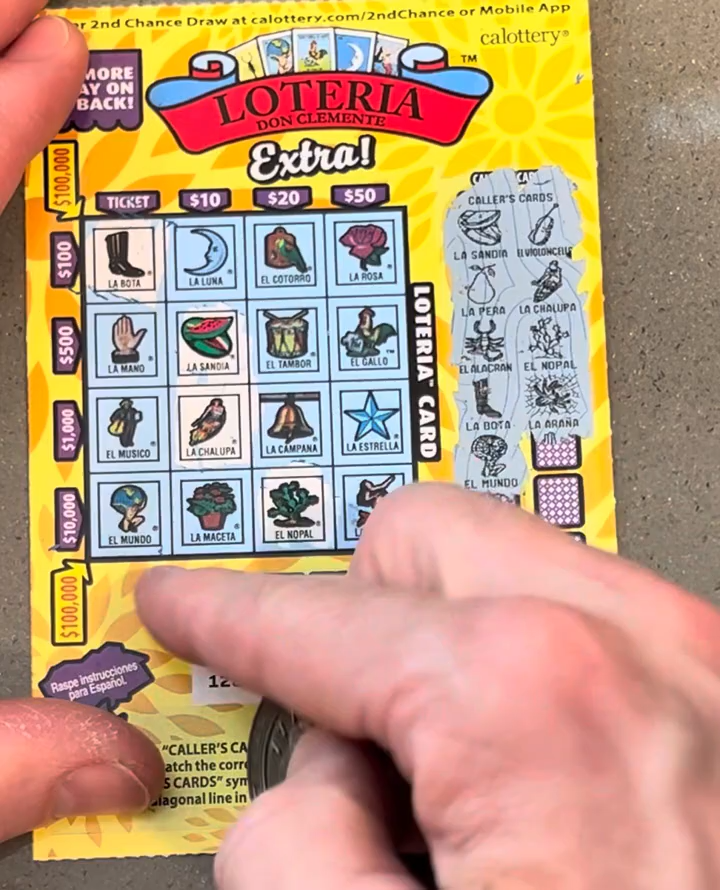 2nd Chance Draw at calottery.com/2ndChance or Mobile App
calottery®
MORE
ON
BACK!
LOTERIA™
DON CLEMENTE
Extra!
$100,000
TICKET $10 $20 $50
CALLER'S CARDS
LA SANDIA EL VIOLONCELLO
LA PERA LA CHALUPA
EL ALACRAN EL NOPAL
LA BOTA LA ARAÑA
EL MUNDO
$100
LA BOTA LA LUNA EL COTORRO LA ROSA
$500
LA MANO LA SANDIA EL TAMBOR EL GALLO
$1,000
EL MUSICO LA CHALUPA LA CAMPANA LA ESTRELLA
$10,000
EL MUNDO LA MACETA EL NOPAL
LOTERIA™ CARD
$100,000
Raspe instrucciones
para Español.
12
"CALLER'S CA
atch the corre
S CARDS" sym
iagonal line in